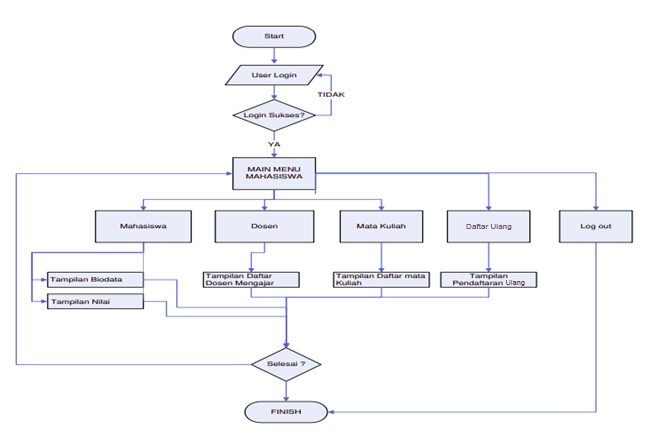 Start
User Login
TIDAK
Login Sukses?
YA
MAIN MENU
MAHASISWA
Mahasiswa
Dosen
Mata Kuliah
Daftar Ulang
Log out
Tampilan Biodata
Tampilan Daftar
Dosen Mengajar
Tampilan Daftar mata
Kuliah
Tampilan
Pendaftaran Ulang
Tampilan Nilai
Selesai ?
FINISH